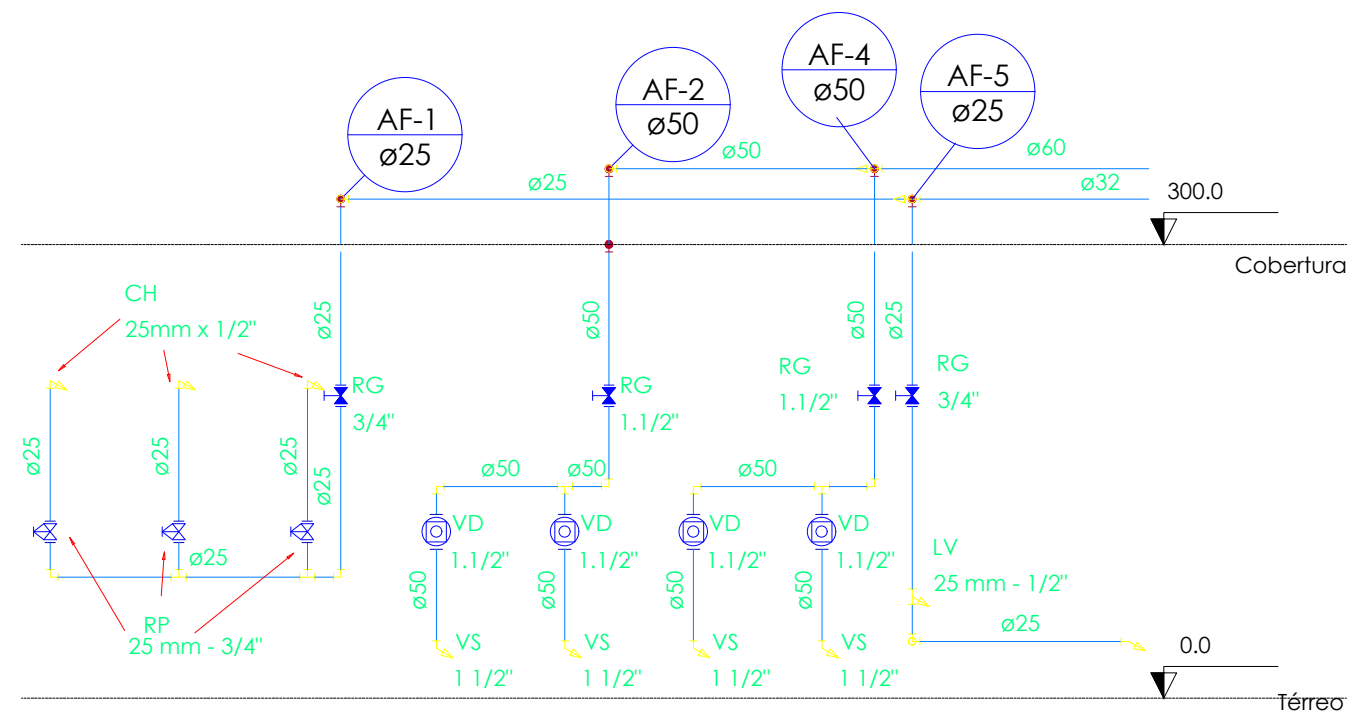 AF-1
ø25
AF-2
ø50
AF-4
ø50
AF-5
ø25
ø50
ø60
ø25
ø32
300.0
Cobertura
CH
25mm x 1/2"
ø25
ø50
ø50
ø25
RG
3/4"
RG
1.1/2"
RG
1.1/2"
RG
3/4"
ø25
ø25
ø25
ø25
ø50
ø50
ø50
VD
1.1/2"
VD
1.1/2"
VD
1.1/2"
VD
1.1/2"
ø25
LV
25 mm - 1/2"
ø50
ø50
ø50
ø50
RP
25 mm - 3/4"
VS
1 1/2"
VS
1 1/2"
VS
1 1/2"
VS
1 1/2"
ø25
0.0
Térreo